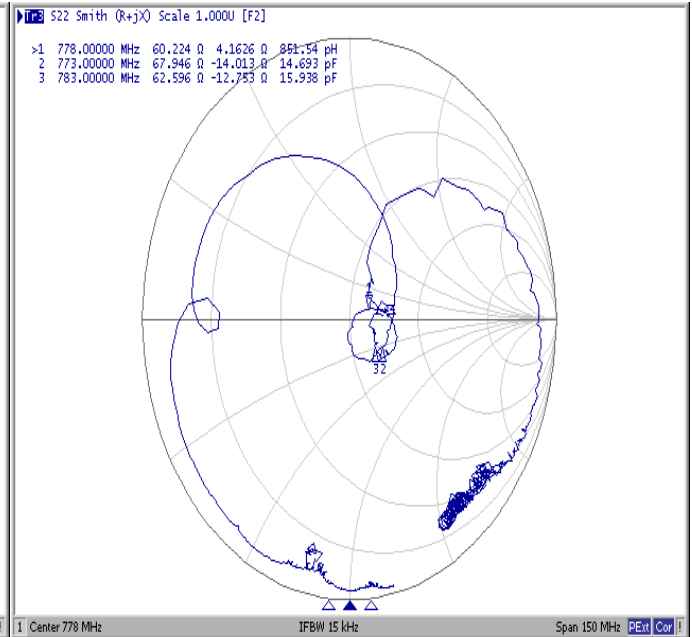 Tr3 S22 Smith (R+jX) Scale 1.000U [F2]
>1 778.00000 MHz 60.224 Ω 4.1626 Ω 851.54 pH
2 773.00000 MHz 67.946 Ω -14.013 Ω 14.693 pF
3 783.00000 MHz 62.596 Ω -12.753 Ω 15.938 pF
32
1 Center 778 MHz IFBW 15 kHz Span 150 MHz PExt Cor !